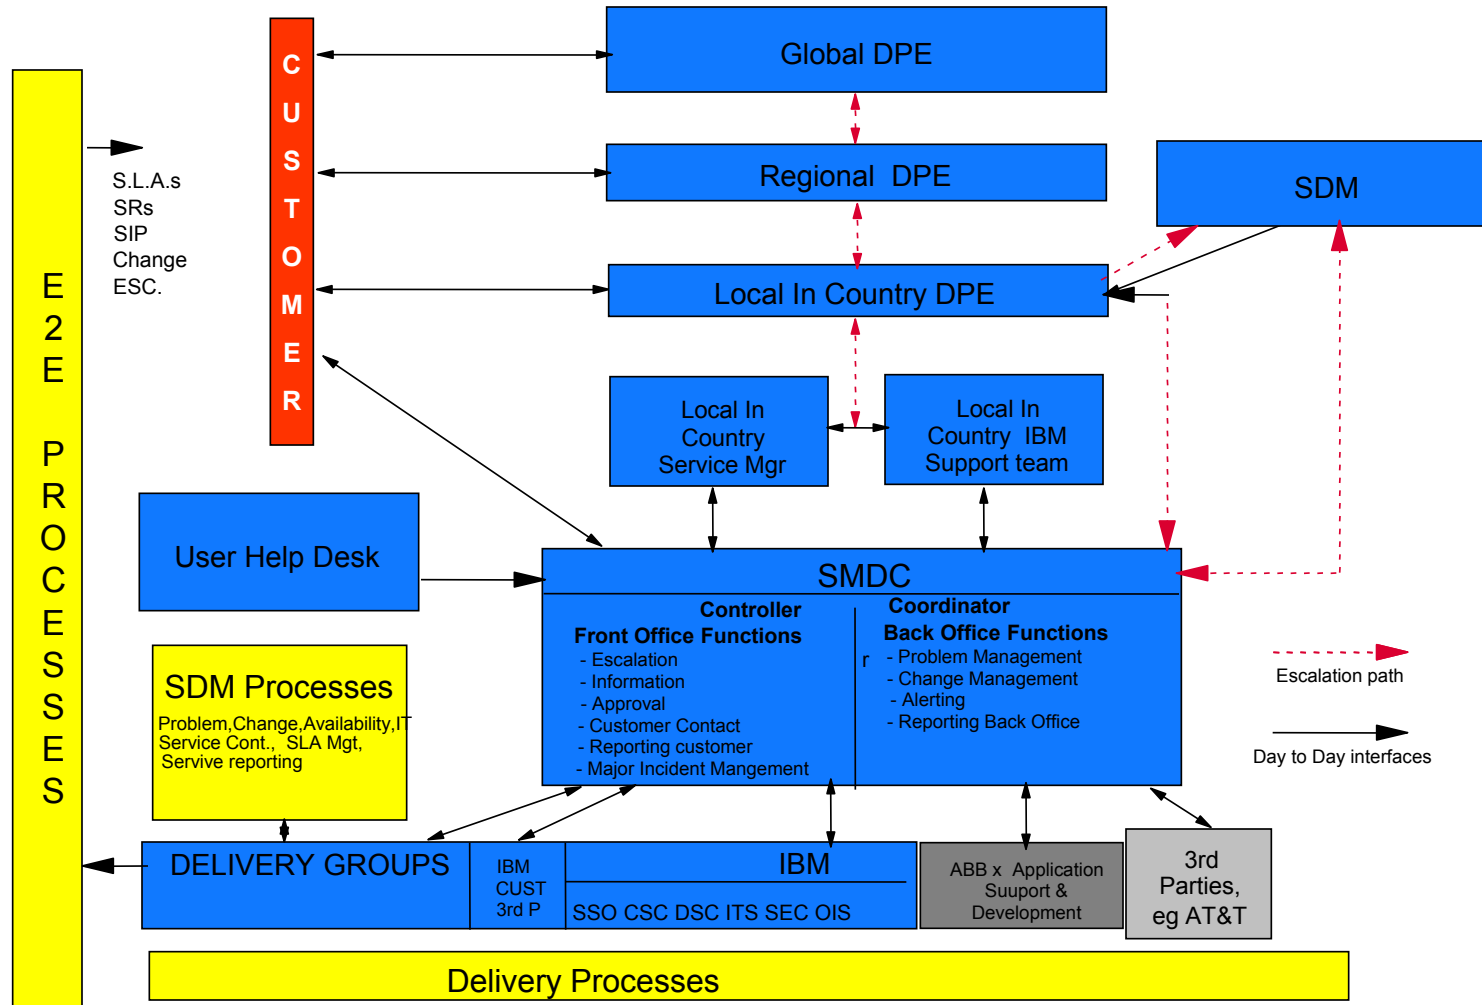 Global DPE
C
U
S
T
O
M
E
R
Regional  DPE
SDM
S.L.A.s
SRs
SIP
Change
ESC.
Local In Country DPE
E
2
E
P
R
O
C
E
S
S
E
S
Local In
Country
Service Mgr
Local In
Country  IBM
Support team
User Help Desk
SMDC
Controller
Front Office Functions
- Escalation
- Information
- Approval
- Customer Contact
- Reporting customer
- Major Incident Mangement
Coordinator
Back Office Functions
r
- Problem Management
- Change Management
- Alerting
- Reporting Back Office
Escalation path
Day to Day interfaces
SDM Processes
Problem,Change,Availability,IT
Service Cont.,  SLA Mgt,
Servive reporting
DELIVERY GROUPS
IBM
CUST
3rd P
IBM
SSO CSC DSC ITS SEC OIS
ABB x  Application
Suuport &
Development
3rd
Parties,
eg AT&T
Delivery Processes